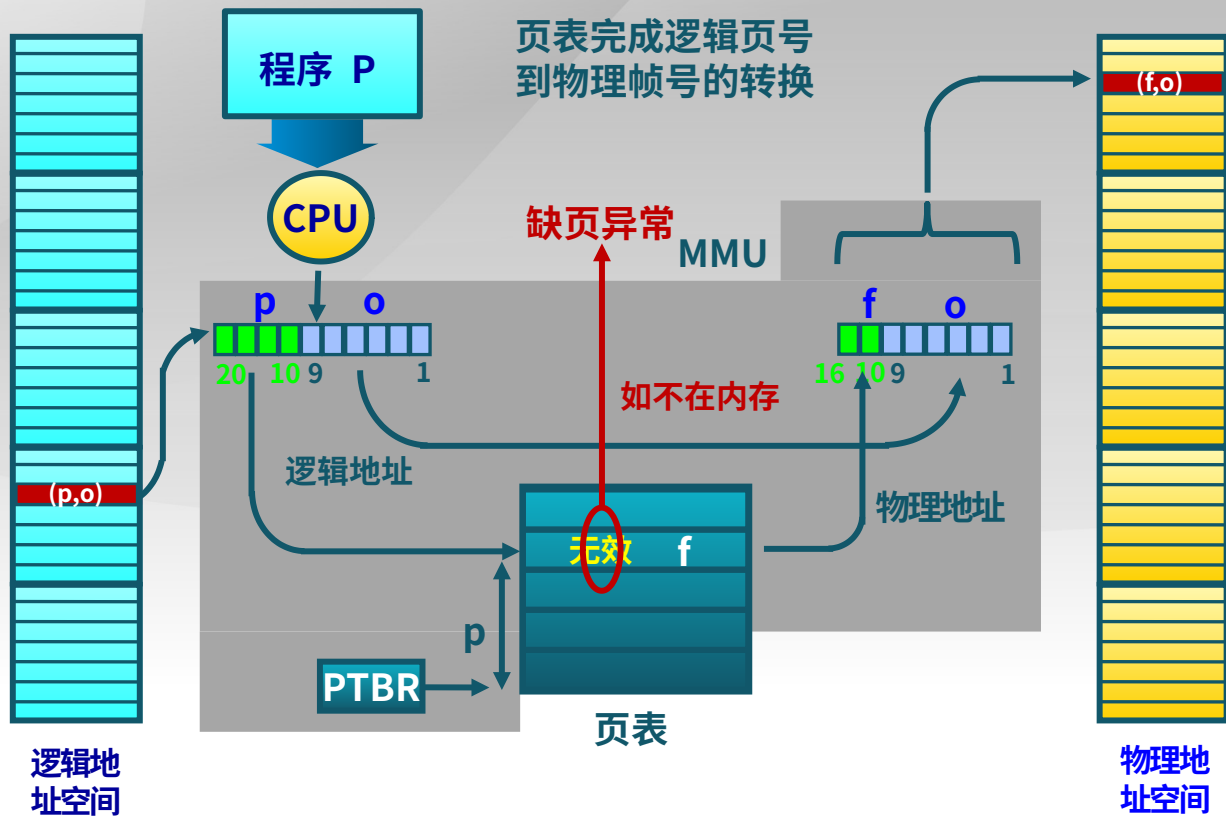 页表完成逻辑页号
到物理帧号的转换
程序 P
(f,o)
CPU
缺页异常
MMU
p o
f o
20 10 9 1
16 10 9 1
如不在内存
逻辑地址
(p,o)
物理地址
无效 f
p
PTBR
页表
逻辑地
址空间
物理地
址空间